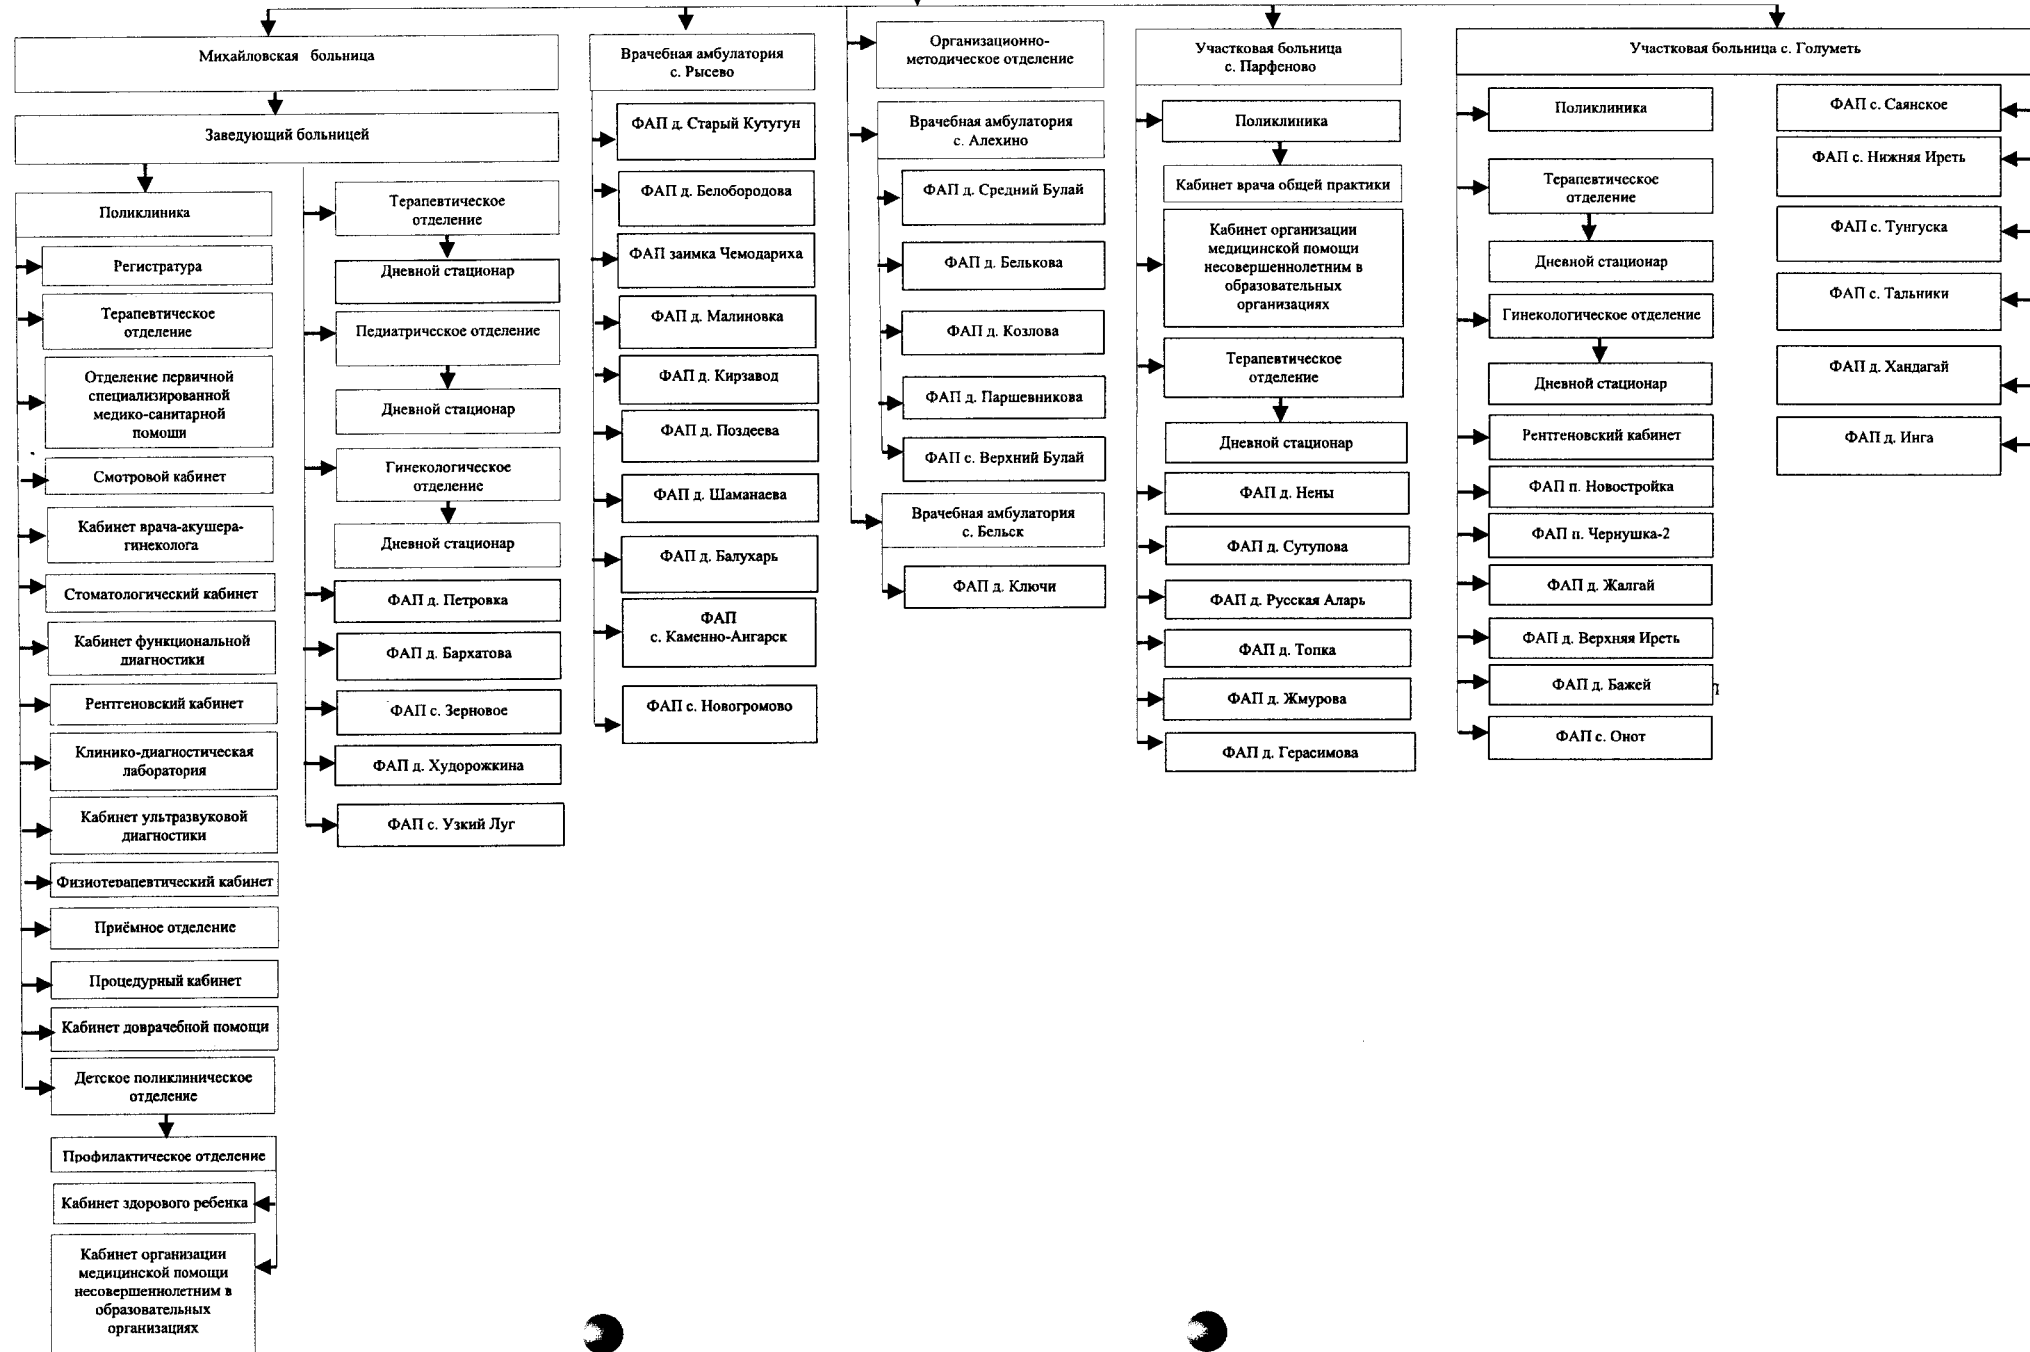 Михайловская больница
Заведующий больницей
Поликлиника
Регистратура
Терапевтическое
отделение
Отделение первичной
специализированной
медико-санитарной
помощи
Смотровой кабинет
Кабинет врача-акушера-
гинеколога
Стоматологический кабинет
Кабинет функциональной
диагностики
Рентгеновский кабинет
Клинико-диагностическая
лаборатория
Кабинет ультразвуковой
диагностики
Физиотерапевтический кабинет
Приёмное отделение
Процедурный кабинет
Кабинет доврачебной помощи
Детское поликлиническое
отделение
Профилактическое отделение
Кабинет здорового ребенка
Кабинет организации
медицинской помощи
несовершеннолетним в
образовательных
организациях
Терапевтическое
отделение
Дневной стационар
Педиатрическое отделение
Дневной стационар
Гинекологическое
отделение
Дневной стационар
ФАП д. Петровка
ФАП д. Бархатова
ФАП с. Зерновое
ФАП д. Худорожкина
ФАП с. Узкий Луг
Врачебная амбулатория
с. Рысево
ФАП д. Старый Кутугун
ФАП д. Белобородова
ФАП заимка Чемодариха
ФАП д. Малиновка
ФАП д. Кирзавод
ФАП д. Поздеева
ФАП д. Шаманаева
ФАП д. Балухарь
ФАП
с. Каменно-Ангарск
ФАП с. Новогромово
Организационно-
методическое отделение
Врачебная амбулатория
с. Алехино
ФАП д. Средний Булай
ФАП д. Белькова
ФАП д. Козлова
ФАП д. Паршевникова
ФАП с. Верхний Булай
Врачебная амбулатория
с. Бельск
ФАП д. Ключи
Участковая больница
с. Парфеново
Поликлиника
Кабинет врача общей практики
Кабинет организации
медицинской помощи
несовершеннолетним в
образовательных
организациях
Терапевтическое
отделение
Дневной стационар
ФАП д. Нены
ФАП д. Сутупова
ФАП д. Русская Аларь
ФАП д. Топка
ФАП д. Жмурова
ФАП д. Герасимова
Участковая больница с. Голуметь
Поликлиника
Терапевтическое
отделение
Дневной стационар
Гинекологическое отделение
Дневной стационар
Рентгеновский кабинет
ФАП п. Новостройка
ФАП п. Чернушка-2
ФАП д. Жалгай
ФАП д. Верхняя Иреть
ФАП д. Бажей
ФАП с. Онот
ФАП с. Саянское
ФАП с. Нижняя Иреть
ФАП с. Тунгуска
ФАП с. Тальники
ФАП д. Хандагай
ФАП д. Инга